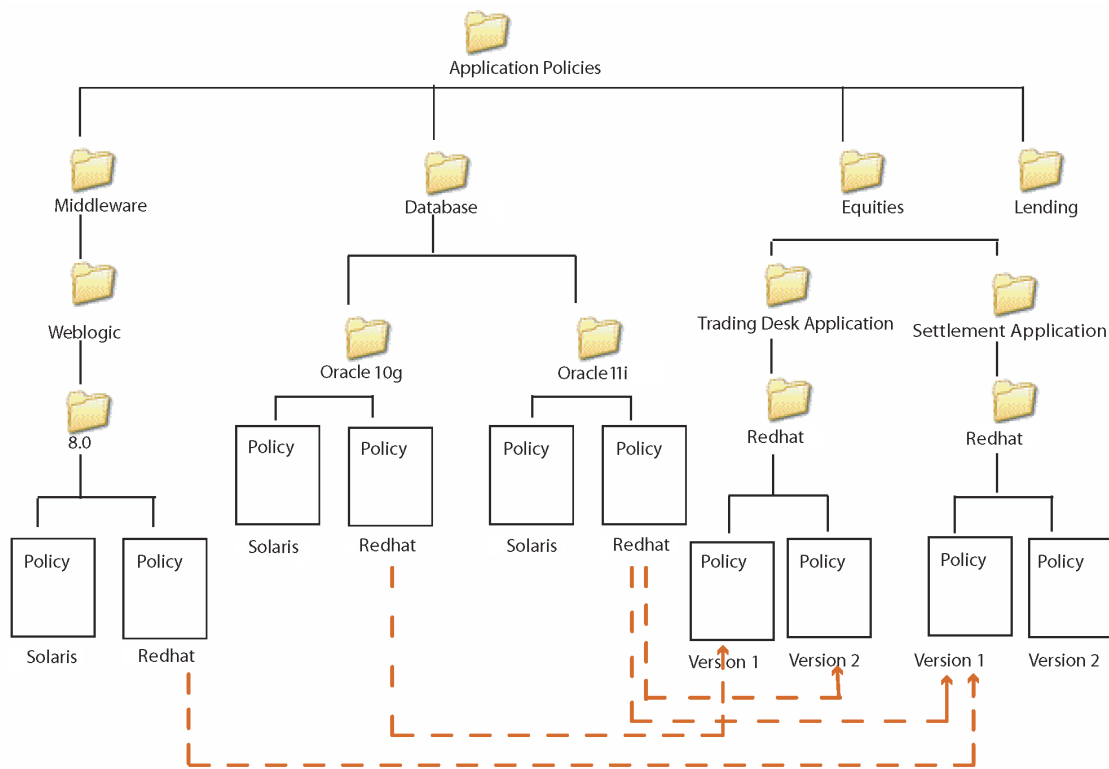 Application Policies
Middleware
Database
Equities
Lending
Weblogic
Trading Desk Application
Settlement Application
Oracle 10g
Oracle 11i
8.0
Redhat
Redhat
Policy
Policy
Policy
Policy
Solaris
Redhat
Solaris
Redhat
Policy
Policy
Policy
Policy
Policy
Policy
Solaris
Redhat
Version 1
Version 2
Version 1
Version 2